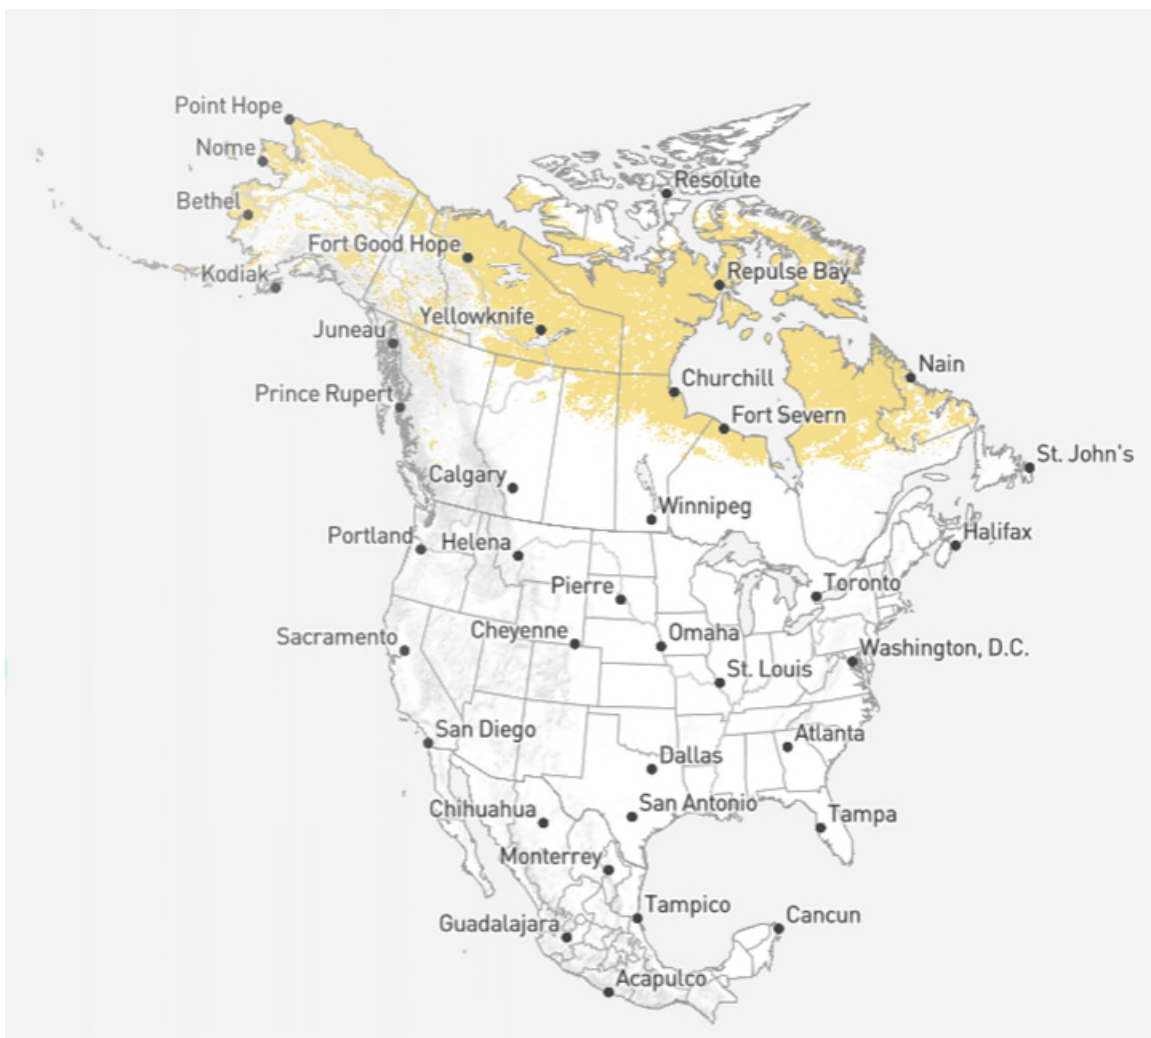 Point Hope
Nome
Resolute
Bethel
Fort Good Hope
Kodiak
Repulse Bay
Yellowknife
Juneau
Nain
Churchill
Prince Rupert
Fort Severn
St. John's
Calgary
Winnipeg
Halifax
Portland
Helena
Pierre
Toronto
Sacramento
Cheyenne
Omaha
Washington, D.C.
St. Louis
San Diego
Atlanta
Dallas
Chihuahua
San Antonio
Tampa
Monterrey
Tampico
Cancun
Guadalajara
Acapulco